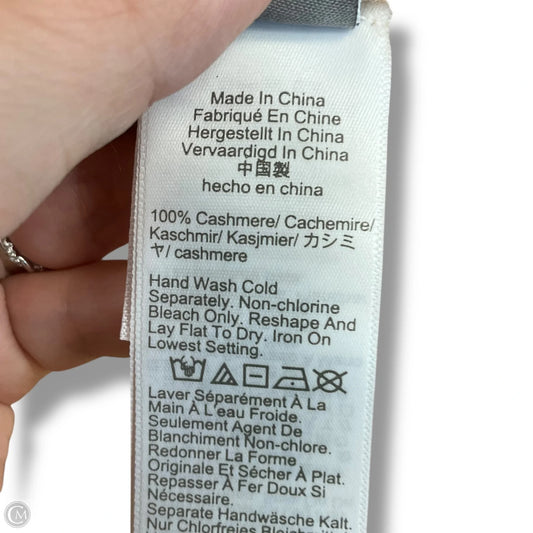 Made In China
Fabriqué En Chine
Hergestellt In China
Vervaardigd In China
中国製
hecho en china
100% Cashmere/ Cachemire/
Kaschmir/ Kasjmier/ カシミ
ヤ/ cashmere
Hand Wash Cold
Separately. Non-chlorine
Bleach Only. Reshape And
Lay Flat To Dry. Iron On
Lowest Setting.
Laver Séparément À La
Main À L'eau Froide.
Seulement Agent De
Blanchiment Non-chlore.
Redonner La Forme
Originale Et Sécher À Plat.
Repasser À Fer Doux Si
Nécessaire.
Separate Handwäsche Kalt.
Nur Chlorfreies